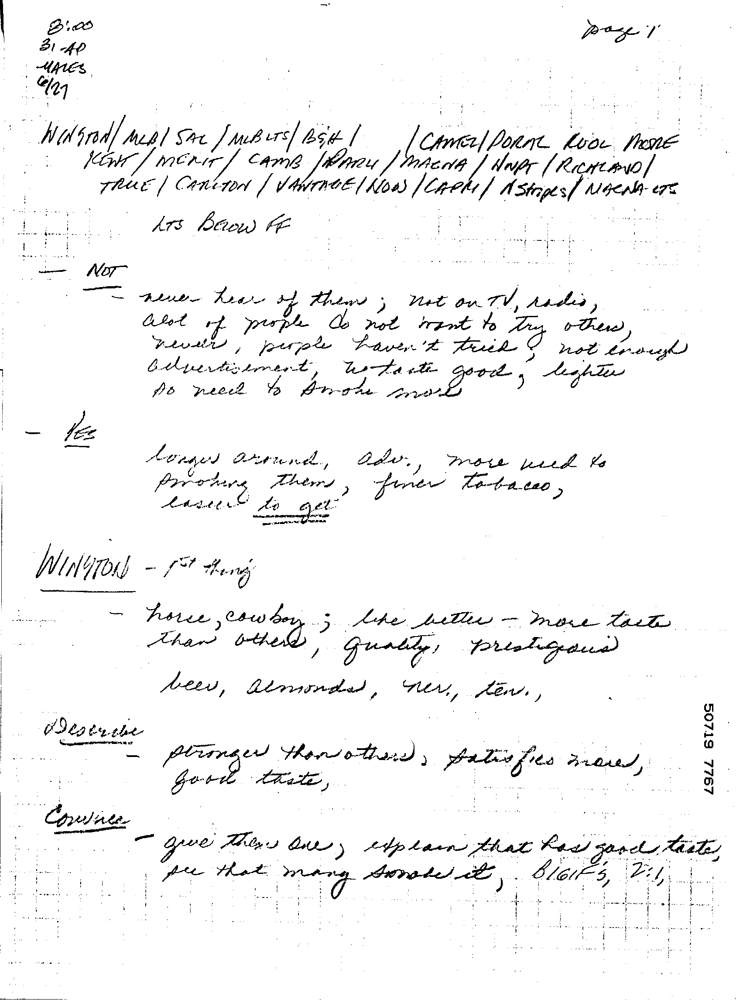 8:00
page 1
31-40
MALES
6/27
WINSTON / MLB / SAL / MLB LTS / B&H / / CAMEL / DORAL KOOL MORE
KENT / MERIT / CAMB / PARL / MAGNA / NWPT / RICHLAND /
TRUE / CARLTON / VANTAGE / NOW / CAPRI / / MAGNA LTS
LTS BELOW FF
— NOT
– never hear of them ; not on TV, radio,
alot of people do not want to try others,
never, people haven't tried, not enough
advertisement, taste good, lighter
so need to smoke more
– YES
longer around, adv., more used to
smoking them, finer tobacco,
easier to get
WINSTON – 1st thing
– horse, cowboy ; like better – more taste
than others, quality, prestigous
beer, almonds, ten.,
Describe
– stronger than others, satisfies more,
good taste,
Convince
– give them one, explain that has good taste,
see that many smoke it, B1G1F's, 2:1,
50719 7767